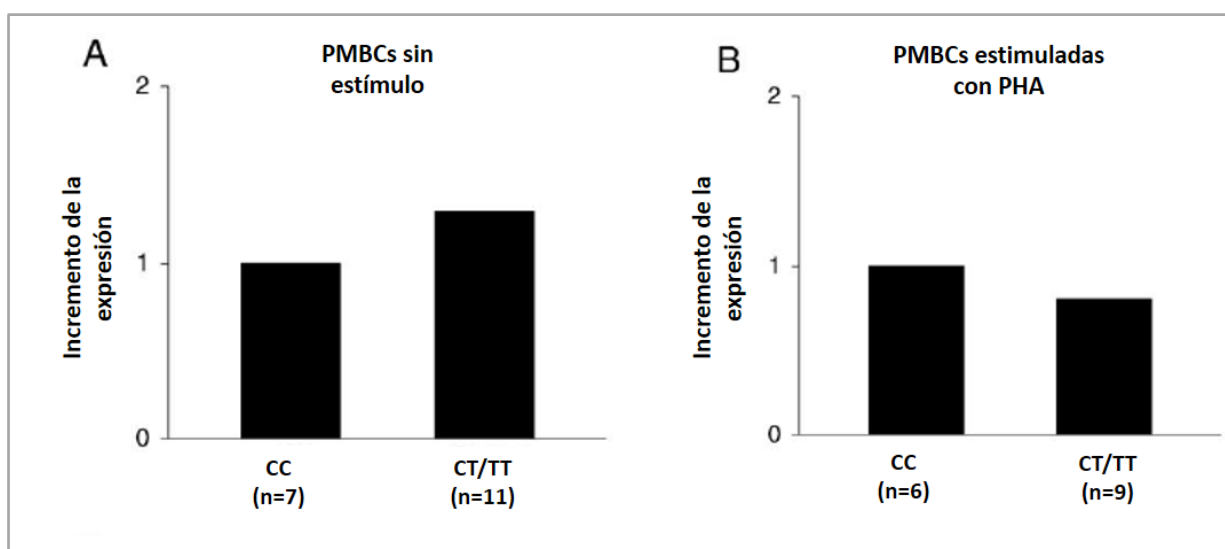 A
PMBCs sin
estímulo
2
1
0
Incremento de la
expresión
CC
(n=7)
CT/TT
(n=11)
B
PMBCs estimuladas
con PHA
2
1
0
Incremento de la
expresión
CC
(n=6)
CT/TT
(n=9)